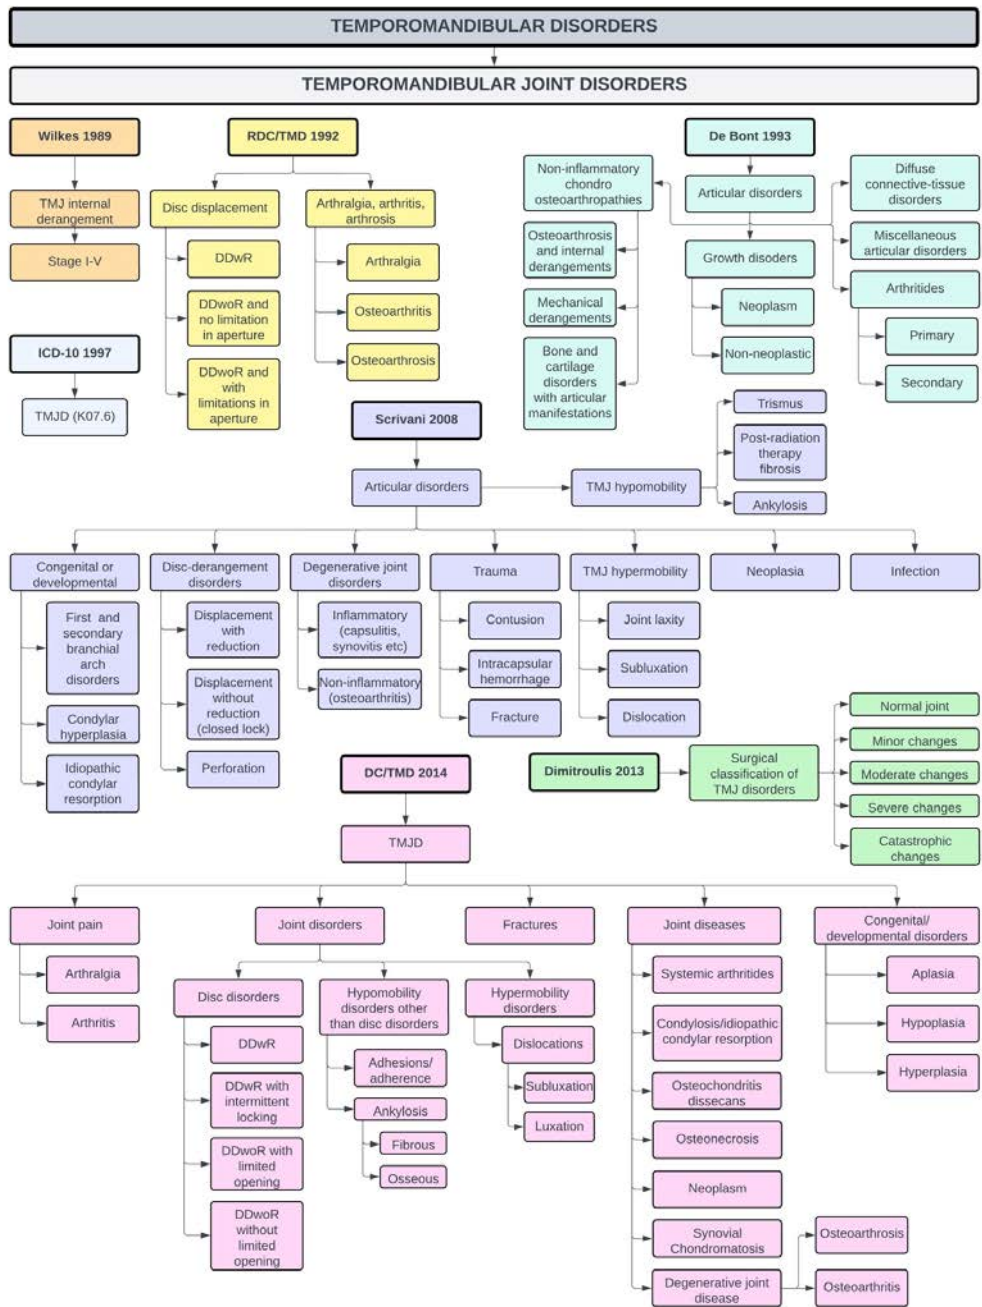 TEMPOROMANDIBULAR DISORDERS
TEMPOROMANDIBULAR JOINT DISORDERS
Wilkes 1989
TMJ internal
derangement
Stage I-V
ICD-10 1997
TMJD (K07.6)
RDC/TMD 1992
Disc displacement
DDwR
DDwoR and
no limitation
in aperture
DDwoR and
with
limitations in
aperture
Arthralgia, arthritis,
arthrosis
Arthralgia
Osteoarthritis
Osteoarthrosis
De Bont 1993
Non-inflammatory
chondro
osteoarthropathies
Osteoarthrosis
and internal
derangements
Mechanical
derangements
Bone and
cartilage
disorders
with articular
manifestations
Articular disorders
Growth disoders
Neoplasm
Non-neoplastic
Diffuse
connective-tissue
disorders
Miscellaneous
articular disorders
Arthritides
Primary
Secondary
Scrivani 2008
Articular disorders
TMJ hypomobility
Trismus
Post-radiation
therapy
fibrosis
Ankylosis
Congenital or
developmental
First and
secondary
branchial
arch
disorders
Condylar
hyperplasia
Idiopathic
condylar
resorption
Disc-derangement
disorders
Displacement
with
reduction
Displacement
without
reduction
(closed lock)
Perforation
Degenerative joint
disorders
Inflammatory
(capsulitis,
synovitis etc)
Non-inflammatory
(osteoarthritis)
Trauma
Contusion
Intracapsular
hemorrhage
Fracture
TMJ hypermobility
Joint laxity
Subluxation
Dislocation
Neoplasia
Infection
Dimitroulis 2013
Surgical
classification of
TMJ disorders
Normal joint
Minor changes
Moderate changes
Severe changes
Catastrophic
changes
DC/TMD 2014
TMJD
Joint pain
Arthralgia
Arthritis
Joint disorders
Disc disorders
DDwR
DDwR with
intermittent
locking
DDwoR with
limited
opening
DDwoR
without
limited
opening
Hypomobility
disorders other
than disc disorders
Adhesions/
adherence
Ankylosis
Fibrous
Osseous
Hypermobility
disorders
Dislocations
Subluxation
Luxation
Fractures
Joint diseases
Systemic arthritides
Condylosis/idiopathic
condylar resorption
Osteochondritis
dissecans
Osteonecrosis
Neoplasm
Synovial
Chondromatosis
Degenerative joint
disease
Osteoarthrosis
Osteoarthritis
Congenital/
developmental disorders
Aplasia
Hypoplasia
Hyperplasia